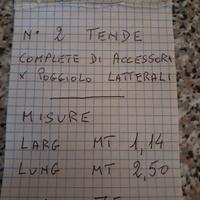 N° 2 TENDE
COMPLETE DI ACCESSORI
X POGGIOLO LATTERALI
MISURE
LARG MT 1,14
LUNG MT 2,50